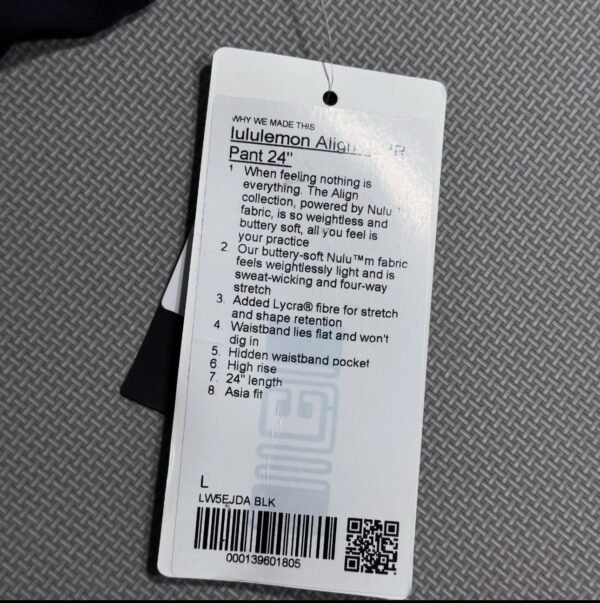 WHY WE MADE THIS
lululemon Align
Pant 24"
1 When feeling nothing is
everything. The Align
collection, powered by Nulu™
fabric, is so weightless and
buttery soft, all you feel is
your practice
2. Our buttery-soft Nulu™m fabric
feels weightlessly light and is
sweat-wicking and four-way
stretch
3. Added Lycra® fibre for stretch
and shape retention
4. Waistband lies flat and won't
dig in
5. Hidden waistband pocket
6. High rise
7. 24" length
8. Asia fit
L
LW5EJDA BLK
000139601805